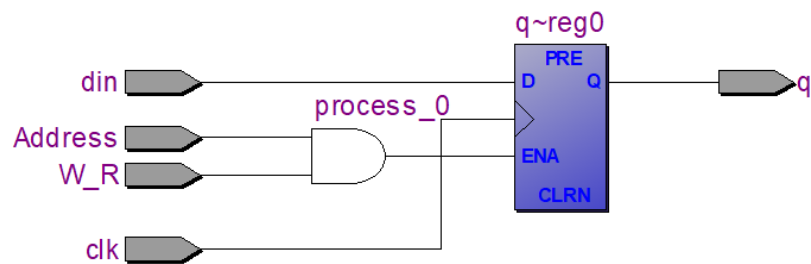 q~reg0
PRE
din
D
Q
q
process_0
Address
W_R
ENA
CLRN
clk